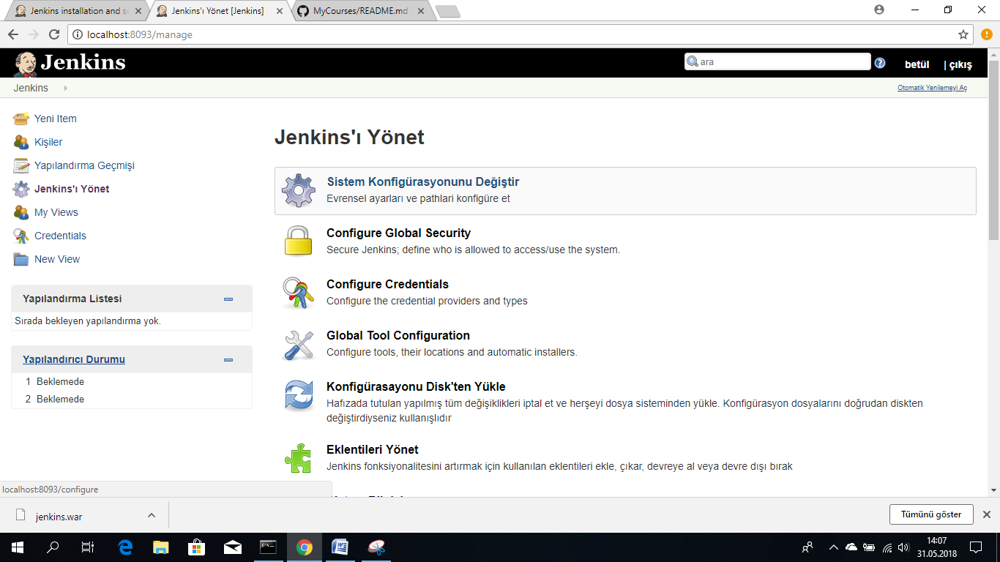 Jenkins installation and se
Jenkins'ı Yönet [Jenkins]
MyCourses/README.md
localhost:8093/manage
Jenkins
ara
betül
| çıkış
Jenkins
Otomatik Yenilemeyi Aç
Yeni Item
Kişiler
Yapılandırma Geçmişi
Jenkins'ı Yönet
My Views
Credentials
New View
Yapılandırma Listesi
Sırada bekleyen yapılandırma yok.
Yapılandırıcı Durumu
1 Beklemede
2 Beklemede
Jenkins'ı Yönet
Sistem Konfigürasyonunu Değiştir
Evrensel ayarları ve pathlari konfigüre et
Configure Global Security
Secure Jenkins; define who is allowed to access/use the system.
Configure Credentials
Configure the credential providers and types
Global Tool Configuration
Configure tools, their locations and automatic installers.
Konfigürasayonu Disk'ten Yükle
Hafızada tutulan yapılmış tüm değişiklikleri iptal et ve herşeyi dosya sisteminden yükle. Konfigürasyon dosyalarını doğrudan diskten
değiştirdiyseniz kullanışlıdır
Eklentileri Yönet
Jenkins fonksiyonalitesini artırmak için kullanılan eklentileri ekle, çıkar, devreye al veya devre dışı bırak
localhost:8093/configure
jenkins.war
Tümünü göster
14:07
31.05.2018